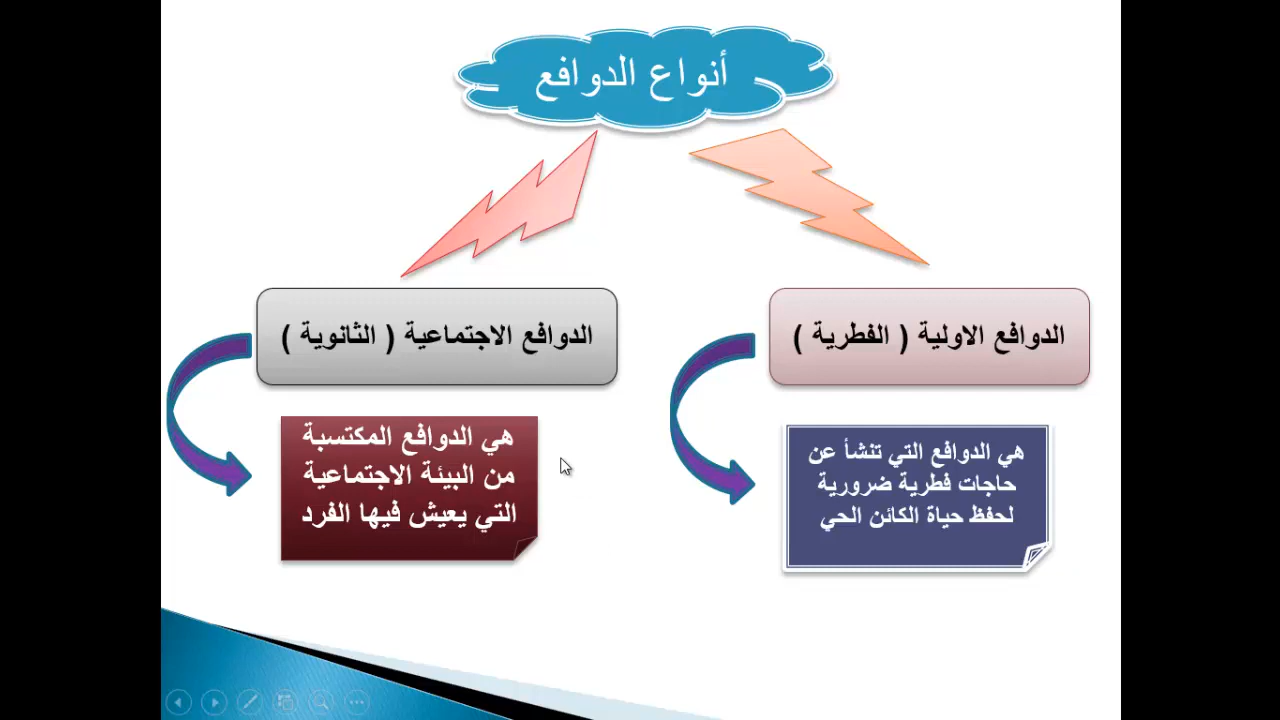 أنواع الدوافع
الدوافع الاولية ( الفطرية )
هي الدوافع التي تنشأ عن
حاجات فطرية ضرورية
لحفظ حياة الكائن الحي
الدوافع الاجتماعية ( الثانوية )
هي الدوافع المكتسبة
من البيئة الاجتماعية
التي يعيش فيها الفرد